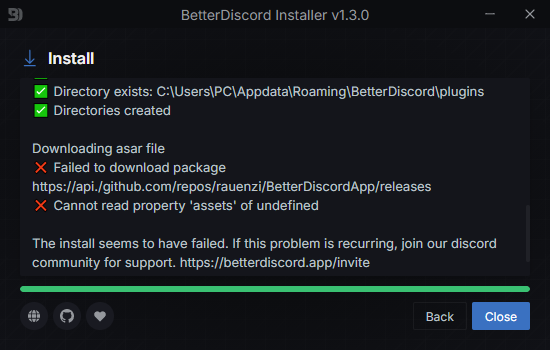 BetterDiscord Installer v1.3.0
Install
Directory exists: C:\Users\PC\Appdata\Roaming\BetterDiscord\plugins
Directories created
Downloading asar file
Failed to download package
https://api./github.com/repos/rauenzi/BetterDiscordApp/releases
Cannot read property 'assets' of undefined
The install seems to have failed. If this problem is recurring, join our discord
community for support. https://betterdiscord.app/invite
Back
Close